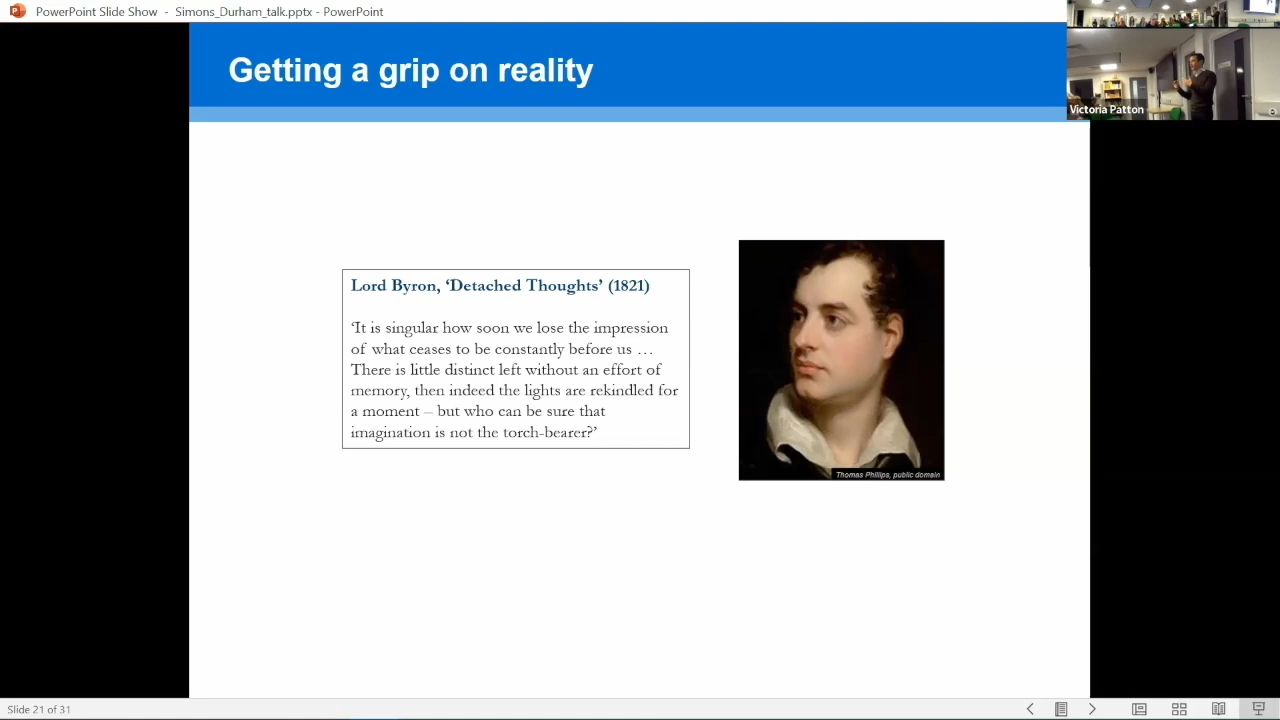 PowerPoint Slide Show - Simons_Durham_talk.pptx - PowerPoint
Getting a grip on reality
Victoria Patton
Lord Byron, ‘Detached Thoughts’ (1821)
‘It is singular how soon we lose the impression
of what ceases to be constantly before us …
There is little distinct left without an effort of
memory, then indeed the lights are rekindled for
a moment – but who can be sure that
imagination is not the torch-bearer?’
Thomas Phillips, public domain
Slide 21 of 31